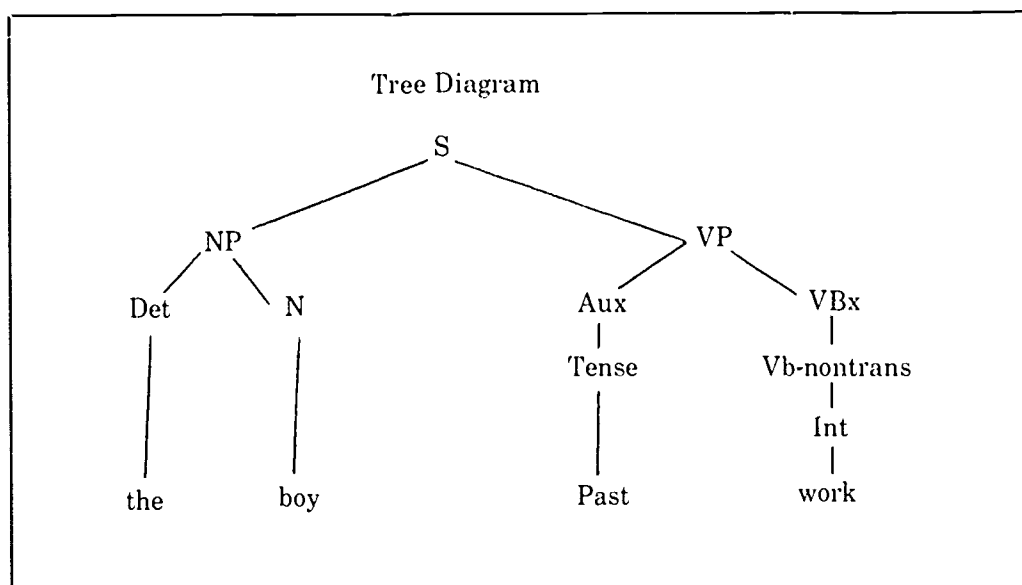 Tree Diagram
S
NP VP
Det N Aux VBx
Tense Vb-nontrans
Int
the boy Past work